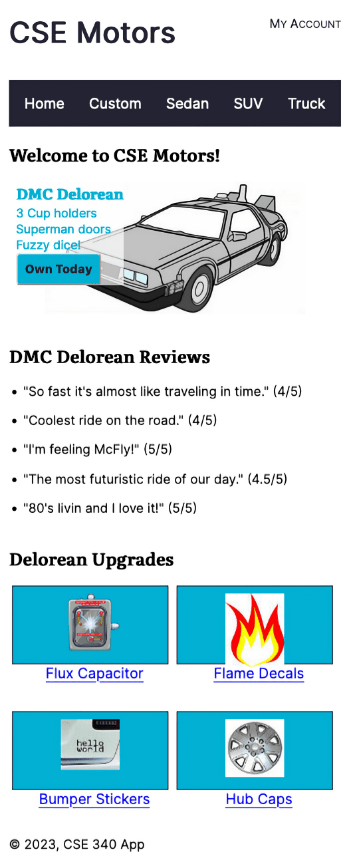 CSE Motors
My Account
Home Custom Sedan SUV Truck
Welcome to CSE Motors!
DMC Delorean
3 Cup holders
Superman doors
Fuzzy dice!
Own Today
DMC Delorean Reviews
• "So fast it's almost like traveling in time." (4/5)
• "Coolest ride on the road." (4/5)
• "I'm feeling McFly!" (5/5)
• "The most futuristic ride of our day." (4.5/5)
• "80's livin and I love it!" (5/5)
Delorean Upgrades
Flux Capacitor
Flame Decals
hello
world
Bumper Stickers
Hub Caps
© 2023, CSE 340 App